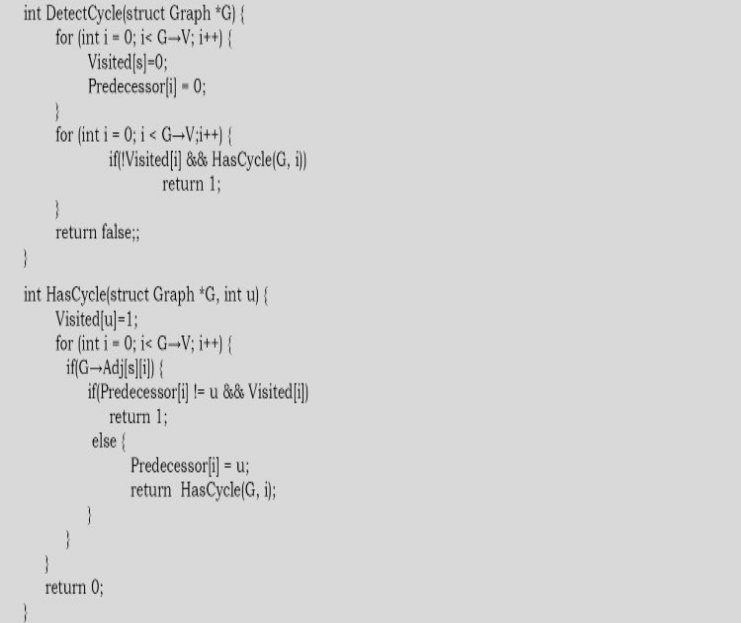 int DetectCycle(struct Graph *G) {
for (int i = 0; i< G→V; i++) {
Visited[s]=0;
Predecessor[i] = 0;
}
for (int i = 0; i < G→V;i++) {
if(!Visited[i] && HasCycle(G, i))
return 1;
}
return false;;
}
int HasCycle(struct Graph *G, int u) {
Visited[u]=1;
for (int i = 0; i< G→V; i++) {
if(G→Adj[s][i]) {
if(Predecessor[i] != u && Visited[i])
return 1;
else {
Predecessor[i] = u;
return HasCycle(G, i);
}
}
}
return 0;
}